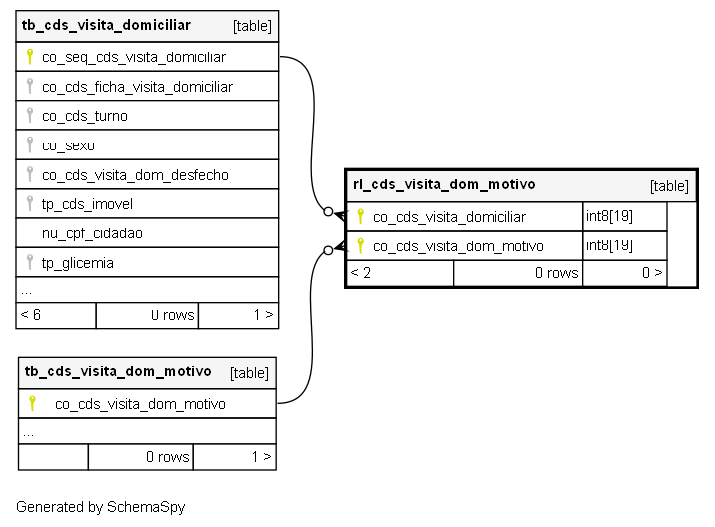 tb_cds_visita_domiciliar [table]
co_seq_cds_visita_domiciliar
co_cds_ficha_visita_domiciliar
co_cds_turno
co_sexo
co_cds_visita_dom_desfecho
tp_cds_imovel
nu_cpf_cidadao
tp_glicemia
...
< 6 0 rows 1 >
rl_cds_visita_dom_motivo [table]
co_cds_visita_domiciliar int8[19]
co_cds_visita_dom_motivo int8[19]
< 2 0 rows 0 >
tb_cds_visita_dom_motivo [table]
co_cds_visita_dom_motivo
...
0 rows 1 >
Generated by SchemaSpy